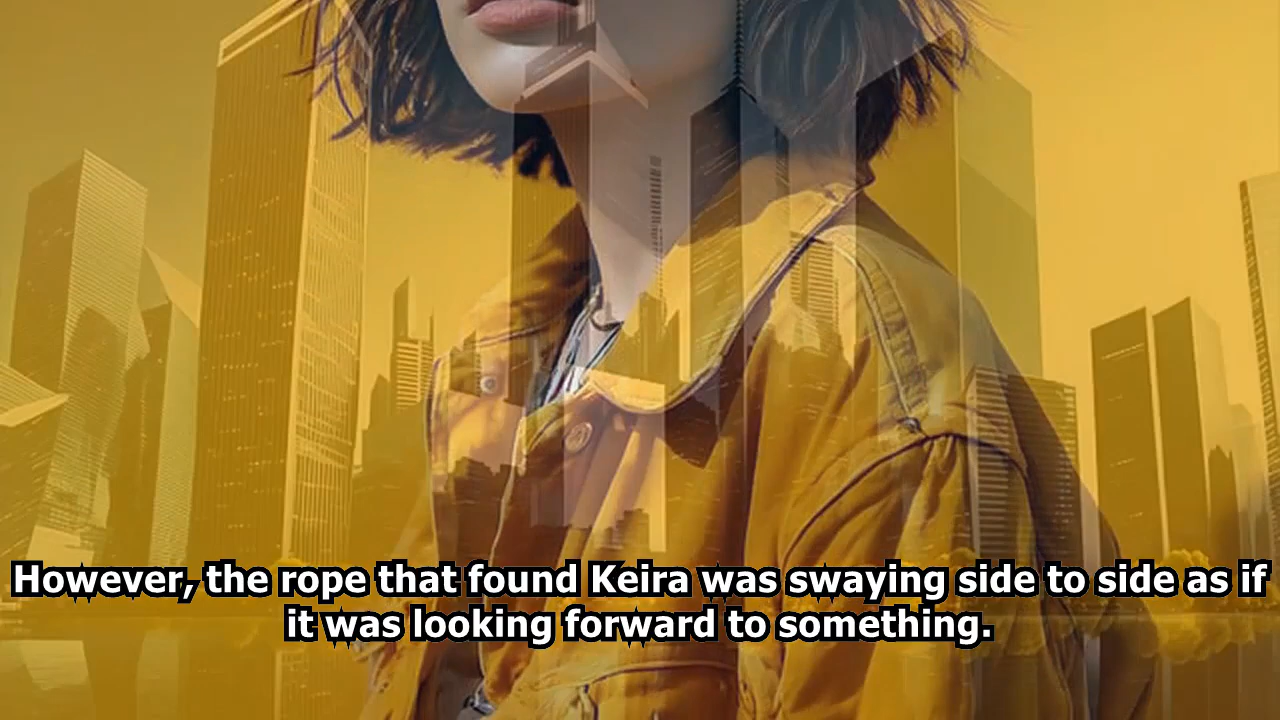 However, the rope that found Keira was swaying side to side as if
it was looking forward to something.